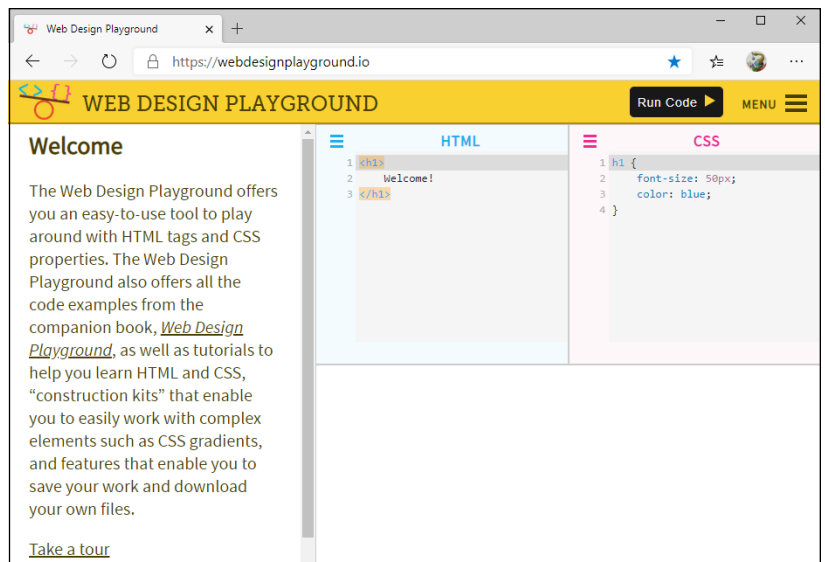 Web Design Playground
https://webdesignplayground.io
WEB DESIGN PLAYGROUND
Run Code
MENU
Welcome
The Web Design Playground offers
you an easy-to-use tool to play
around with HTML tags and CSS
properties. The Web Design
Playground also offers all the
code examples from the
companion book, Web Design
Playground, as well as tutorials to
help you learn HTML and CSS,
“construction kits” that enable
you to easily work with complex
elements such as CSS gradients,
and features that enable you to
save your work and download
your own files.
Take a tour
HTML
1 <h1>
2 Welcome!
3 </h1>
CSS
1 h1 {
2 font-size: 50px;
3 color: blue;
4 }